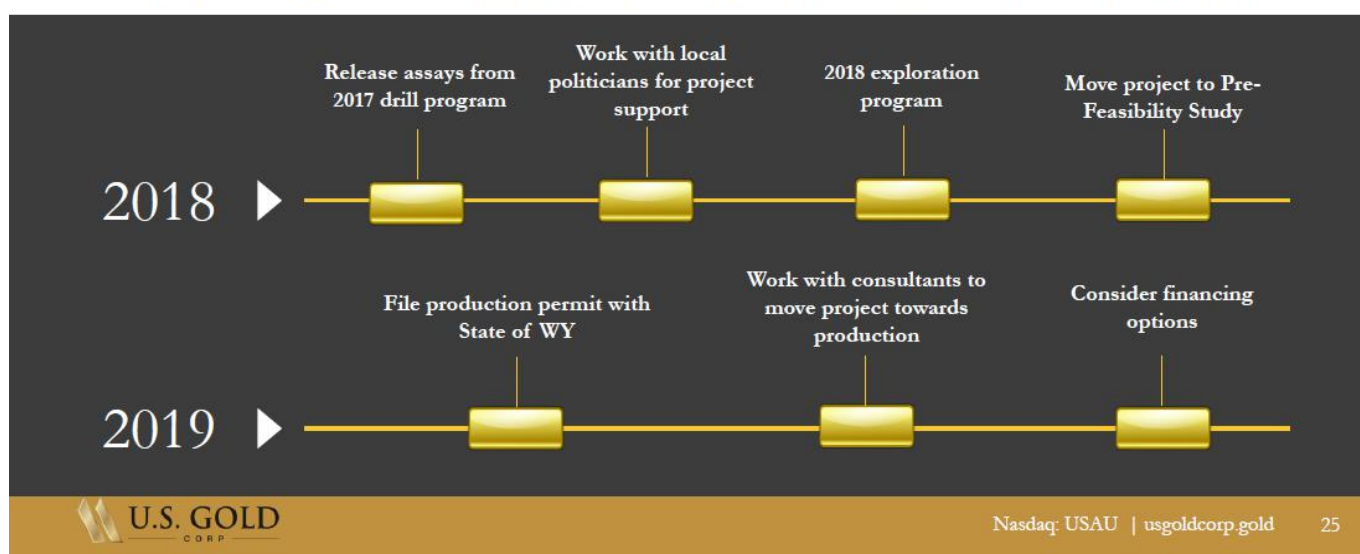 Release assays from
2017 drill program
Work with local
politicians for project
support
2018 exploration
program
Move project to Pre-
Feasibility Study
2018
File production permit with
State of WY
Work with consultants to
move project towards
production
Consider financing
options
2019
U.S. GOLD
CORP
Nasdaq: USAU | usgoldcorp.gold 25